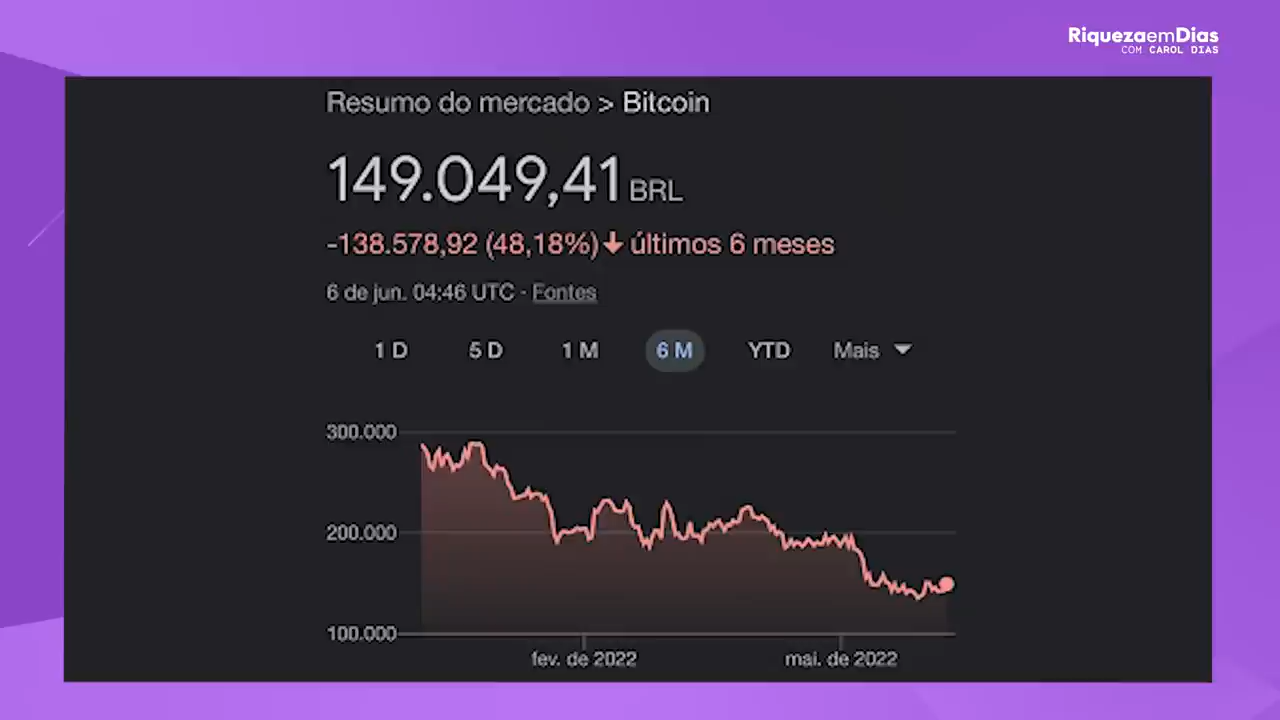 RiquezaemDias
COM CAROL DIAS
Resumo do mercado > Bitcoin
149.049,41 BRL
-138.578,92 (48,18%)↓ últimos 6 meses
6 de jun. 04:46 UTC · Fontes
1 D 5 D 1 M 6 M YTD Mais
300.000
200.000
100.000
fev. de 2022 mai. de 2022